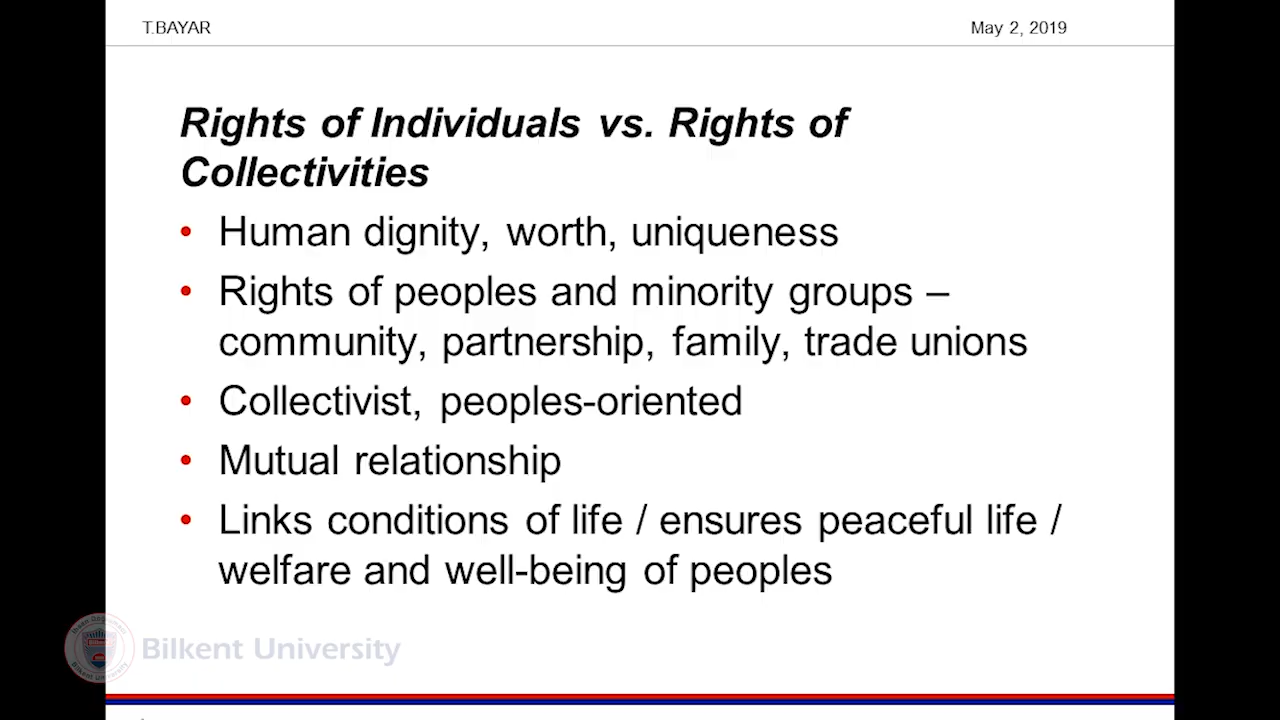 T.BAYAR
May 2, 2019
Rights of Individuals vs. Rights of
Collectivities
• Human dignity, worth, uniqueness
• Rights of peoples and minority groups –
community, partnership, family, trade unions
• Collectivist, peoples-oriented
• Mutual relationship
• Links conditions of life / ensures peaceful life /
welfare and well-being of peoples
Bilkent University